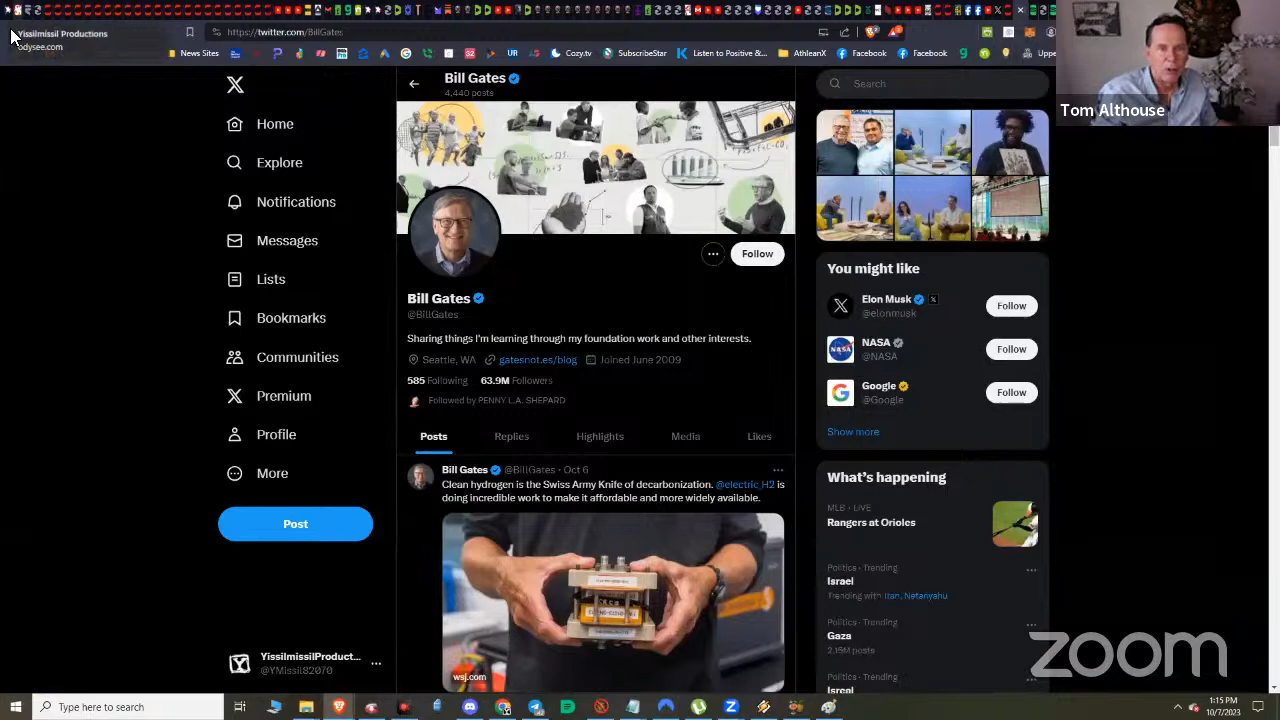 Yissilmissil Productions
odysee.com
https://twitter.com/BillGates
News Sites
Cozy.tv
SubscribeStar
Listen to Positive &...
AthleanX
Facebook
Facebook
Tom Althouse
Bill Gates
4,440 posts
Search
Home
Explore
Notifications
Messages
Lists
Bookmarks
Communities
Premium
Profile
More
Post
YissilmissilProduct...
@YMissil82070
Follow
Bill Gates
@BillGates
Sharing things I'm learning through my foundation work and other interests.
Seattle, WA gatesnot.es/blog Joined June 2009
585 Following 63.9M Followers
Followed by PENNY L.A. SHEPARD
Posts Replies Highlights Media Likes
Bill Gates @BillGates · Oct 6
Clean hydrogen is the Swiss Army Knife of decarbonization. @electric_H2 is
doing incredible work to make it affordable and more widely available.
wsj.com
You might like
Elon Musk
@elonmusk
Follow
NASA
@NASA
Follow
Google
@Google
Follow
Show more
What's happening
MLB · LIVE
Rangers at Orioles
Politics · Trending
Israel
Trending with Iran, Netanyahu
Politics · Trending
Gaza
2.15M posts
Politics · Trending
Israel
zoom
Type here to search
1:15 PM
10/7/2023